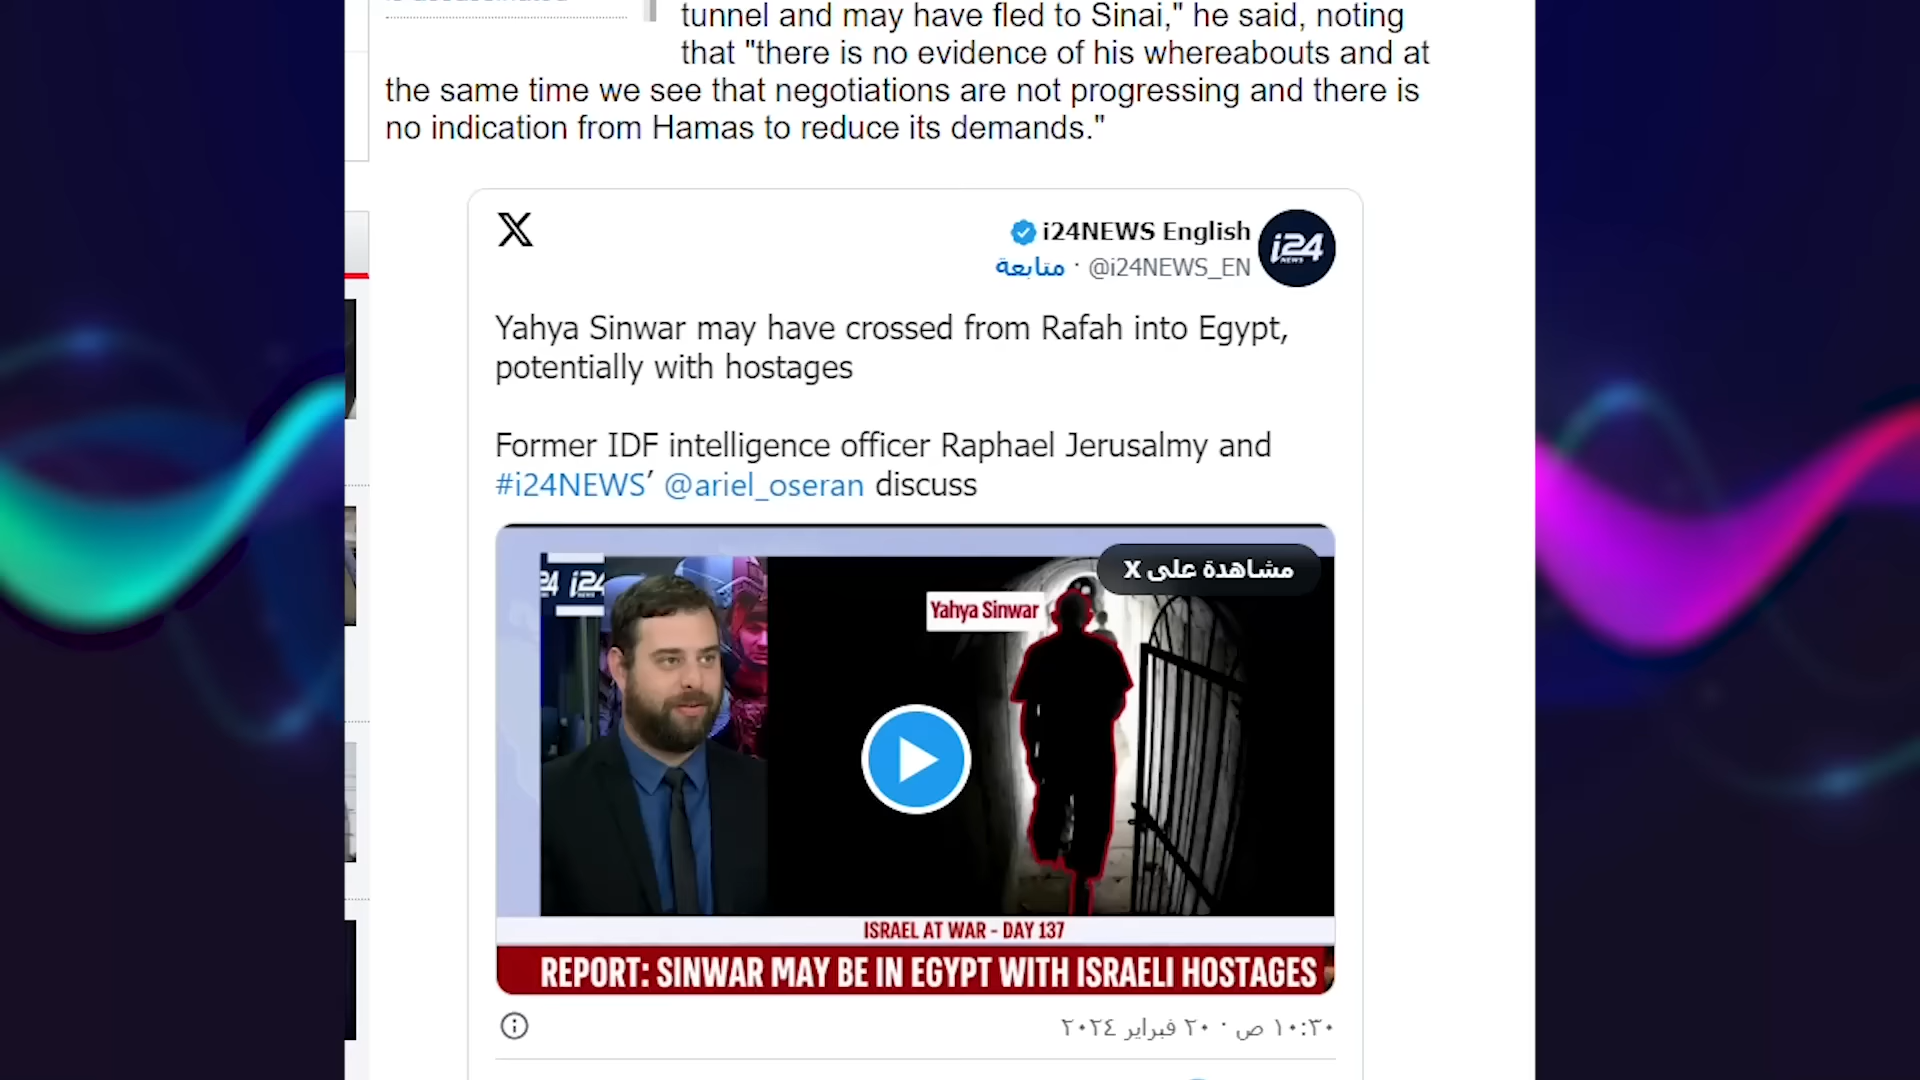 tunnel and may have fled to Sinai," he said, noting
that "there is no evidence of his whereabouts and at
the same time we see that negotiations are not progressing and there is
no indication from Hamas to reduce its demands."
i24NEWS English
@i24NEWS_EN · متابعة
i24
NEWS
Yahya Sinwar may have crossed from Rafah into Egypt,
potentially with hostages
Former IDF intelligence officer Raphael Jerusalmy and
#i24NEWS’ @ariel_oseran discuss
مشاهدة على X
24 i24
Yahya Sinwar
ISRAEL AT WAR - DAY 137
REPORT: SINWAR MAY BE IN EGYPT WITH ISRAELI HOSTAGES
١٠:٣٠ ص · ٢٠ فبراير ٢٠٢٤